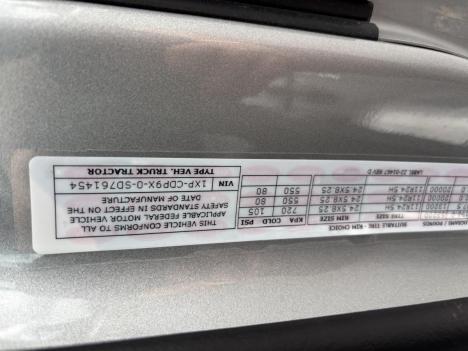 SUITABLE TIRE - RIM CHOICE
TIRE SIZE RIM SIZE KPA COLD PSI
11R24.5H 24.5X8.25 720 105
20000 11R24.5H 24.5X8.25 550 80
20000 11R24.5H 24.5X8.25 550 80
THIS VEHICLE CONFORMS TO ALL
APPLICABLE FEDERAL MOTOR VEHICLE
SAFETY STANDARDS IN EFFECT ON THE
DATE OF MANUFACTURE
VIN 1XP-CDP9X-0-SD761454
TYPE VEH. TRUCK TRACTOR